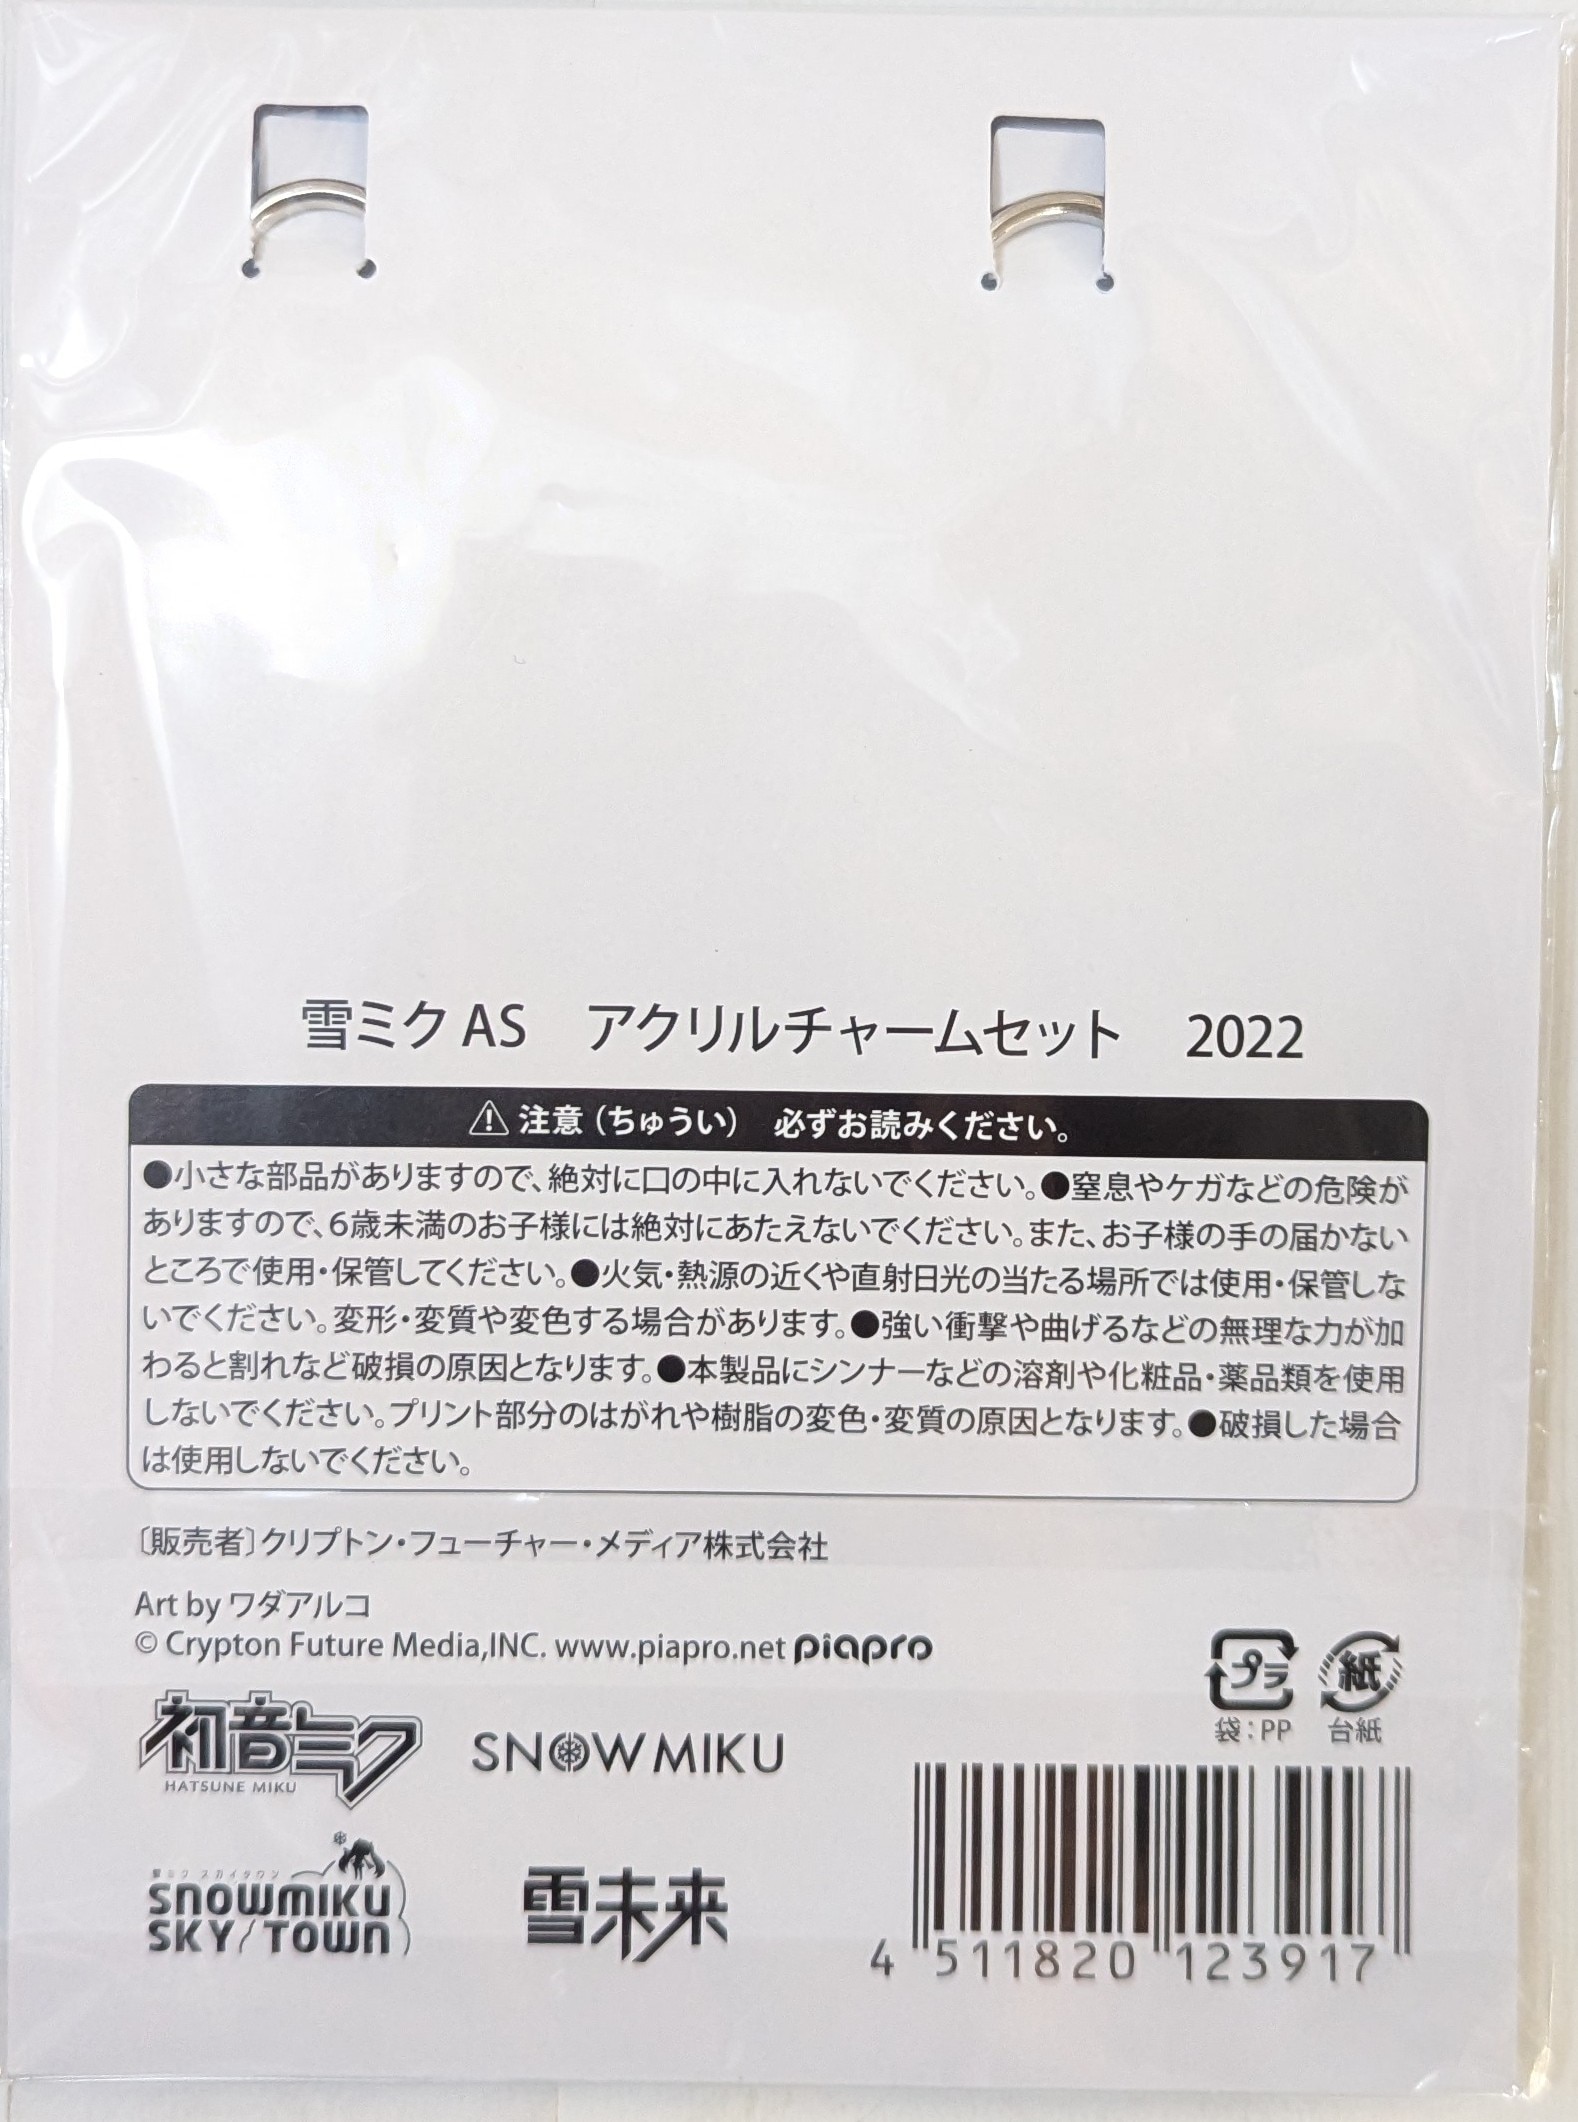 雪ミク AS　アクリルチャームセット　2022
⚠ 注意（ちゅうい）　必ずお読みください。
●小さな部品がありますので、絶対に口の中に入れないでください。●窒息やケガなどの危険が
ありますので、6歳未満のお子様には絶対にあたえないでください。また、お子様の手の届かない
ところで使用・保管してください。●火気・熱源の近くや直射日光の当たる場所では使用・保管しな
いでください。変形・変質や変色する場合があります。●強い衝撃や曲げるなどの無理な力が加
わると割れなど破損の原因となります。●本製品にシンナーなどの溶剤や化粧品・薬品類を使用
しないでください。プリント部分のはがれや樹脂の変色・変質の原因となります。●破損した場合
は使用しないでください。
〔販売者〕クリプトン・フューチャー・メディア株式会社
Art by ワダアルコ
© Crypton Future Media,INC. www.piapro.net piapro
プラ 紙
袋：PP 台紙
初音ミク
HATSUNE MIKU
SNOW MIKU
雪ミク スカイタウン
SNOWMIKU
SKY TOWN
雪未来
4 511820 123917